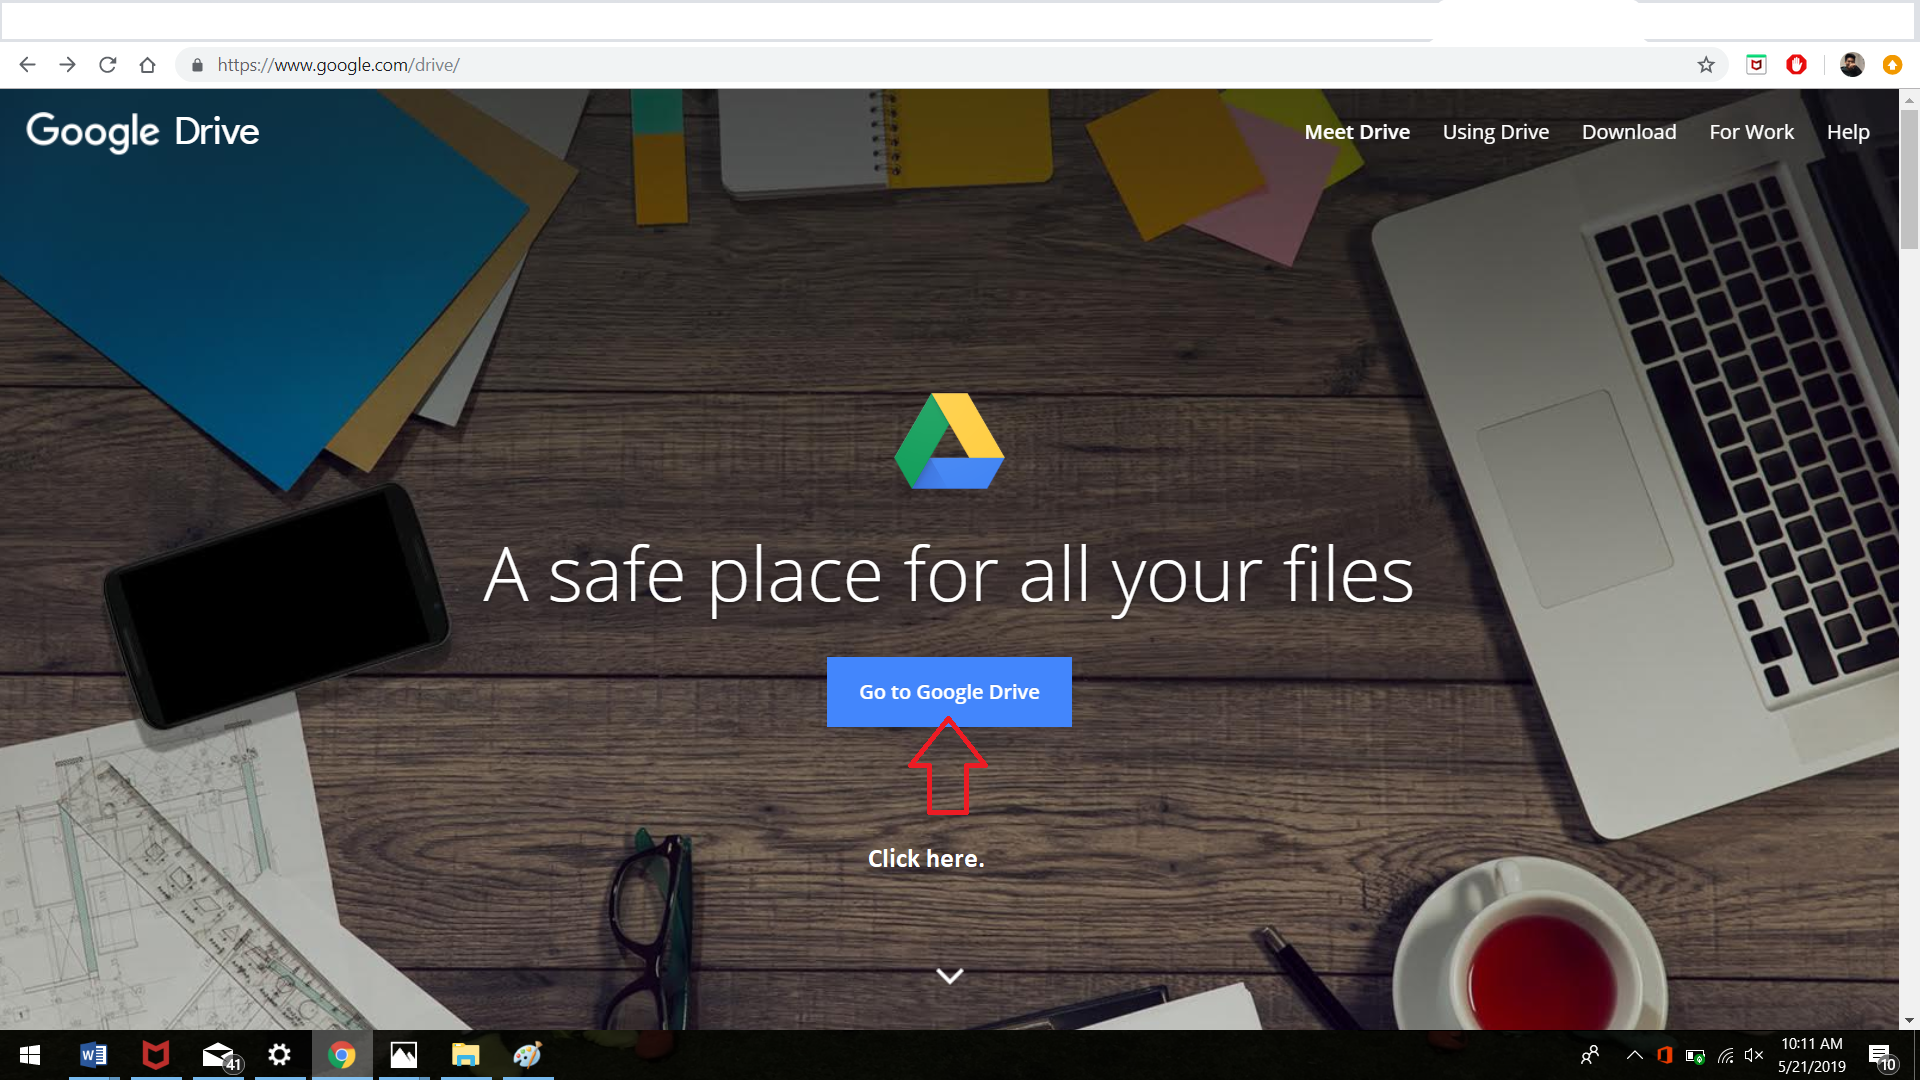 https://www.google.com/drive/
Google Drive
Meet Drive
Using Drive
Download
For Work
Help
A safe place for all your files
Go to Google Drive
Click here.
41
10:11 AM
5/21/2019
10